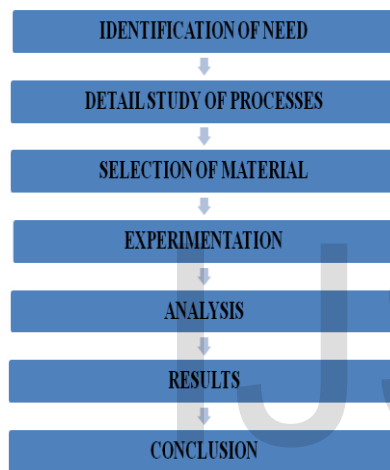 IDENTIFICATION OF NEED
DETAIL STUDY OF PROCESSES
SELECTION OF MATERIAL
EXPERIMENTATION
ANALYSIS
RESULTS
CONCLUSION